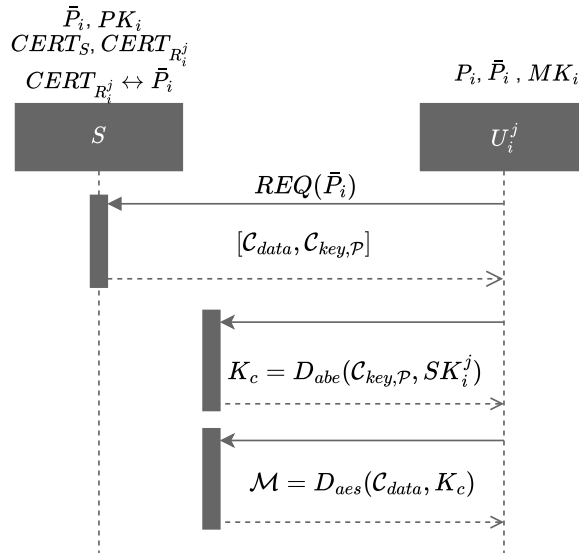 P̄_i, PK_i
CERT_S, CERT_{R_i^j}
CERT_{R_i^j} ↔ P̄_i
P_i, P̄_i , MK_i
S
U_i^j
REQ(P̄_i)
[𝒞_{data}, 𝒞_{key,𝒫}]
K_c = D_{abe}(𝒞_{key,𝒫}, SK_i^j)
ℳ = D_{aes}(𝒞_{data}, K_c)